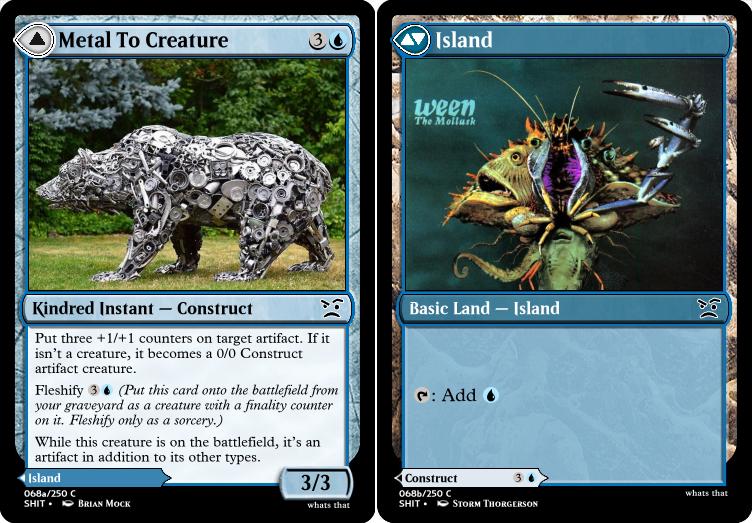 Metal To Creature
3
Kindred Instant — Construct
Put three +1/+1 counters on target artifact. If it
isn't a creature, it becomes a 0/0 Construct
artifact creature.
Fleshify 3 (Put this card onto the battlefield from
your graveyard as a creature with a finality counter
on it. Fleshify only as a sorcery.)
While this creature is on the battlefield, it's an
artifact in addition to its other types.
Island
3/3
068a/250 C
SHIT • BRIAN MOCK
whats that
Island
ween
The Mollusk
Basic Land — Island
: Add
Construct 3
068b/250 C
SHIT • STORM THORGERSON
whats that